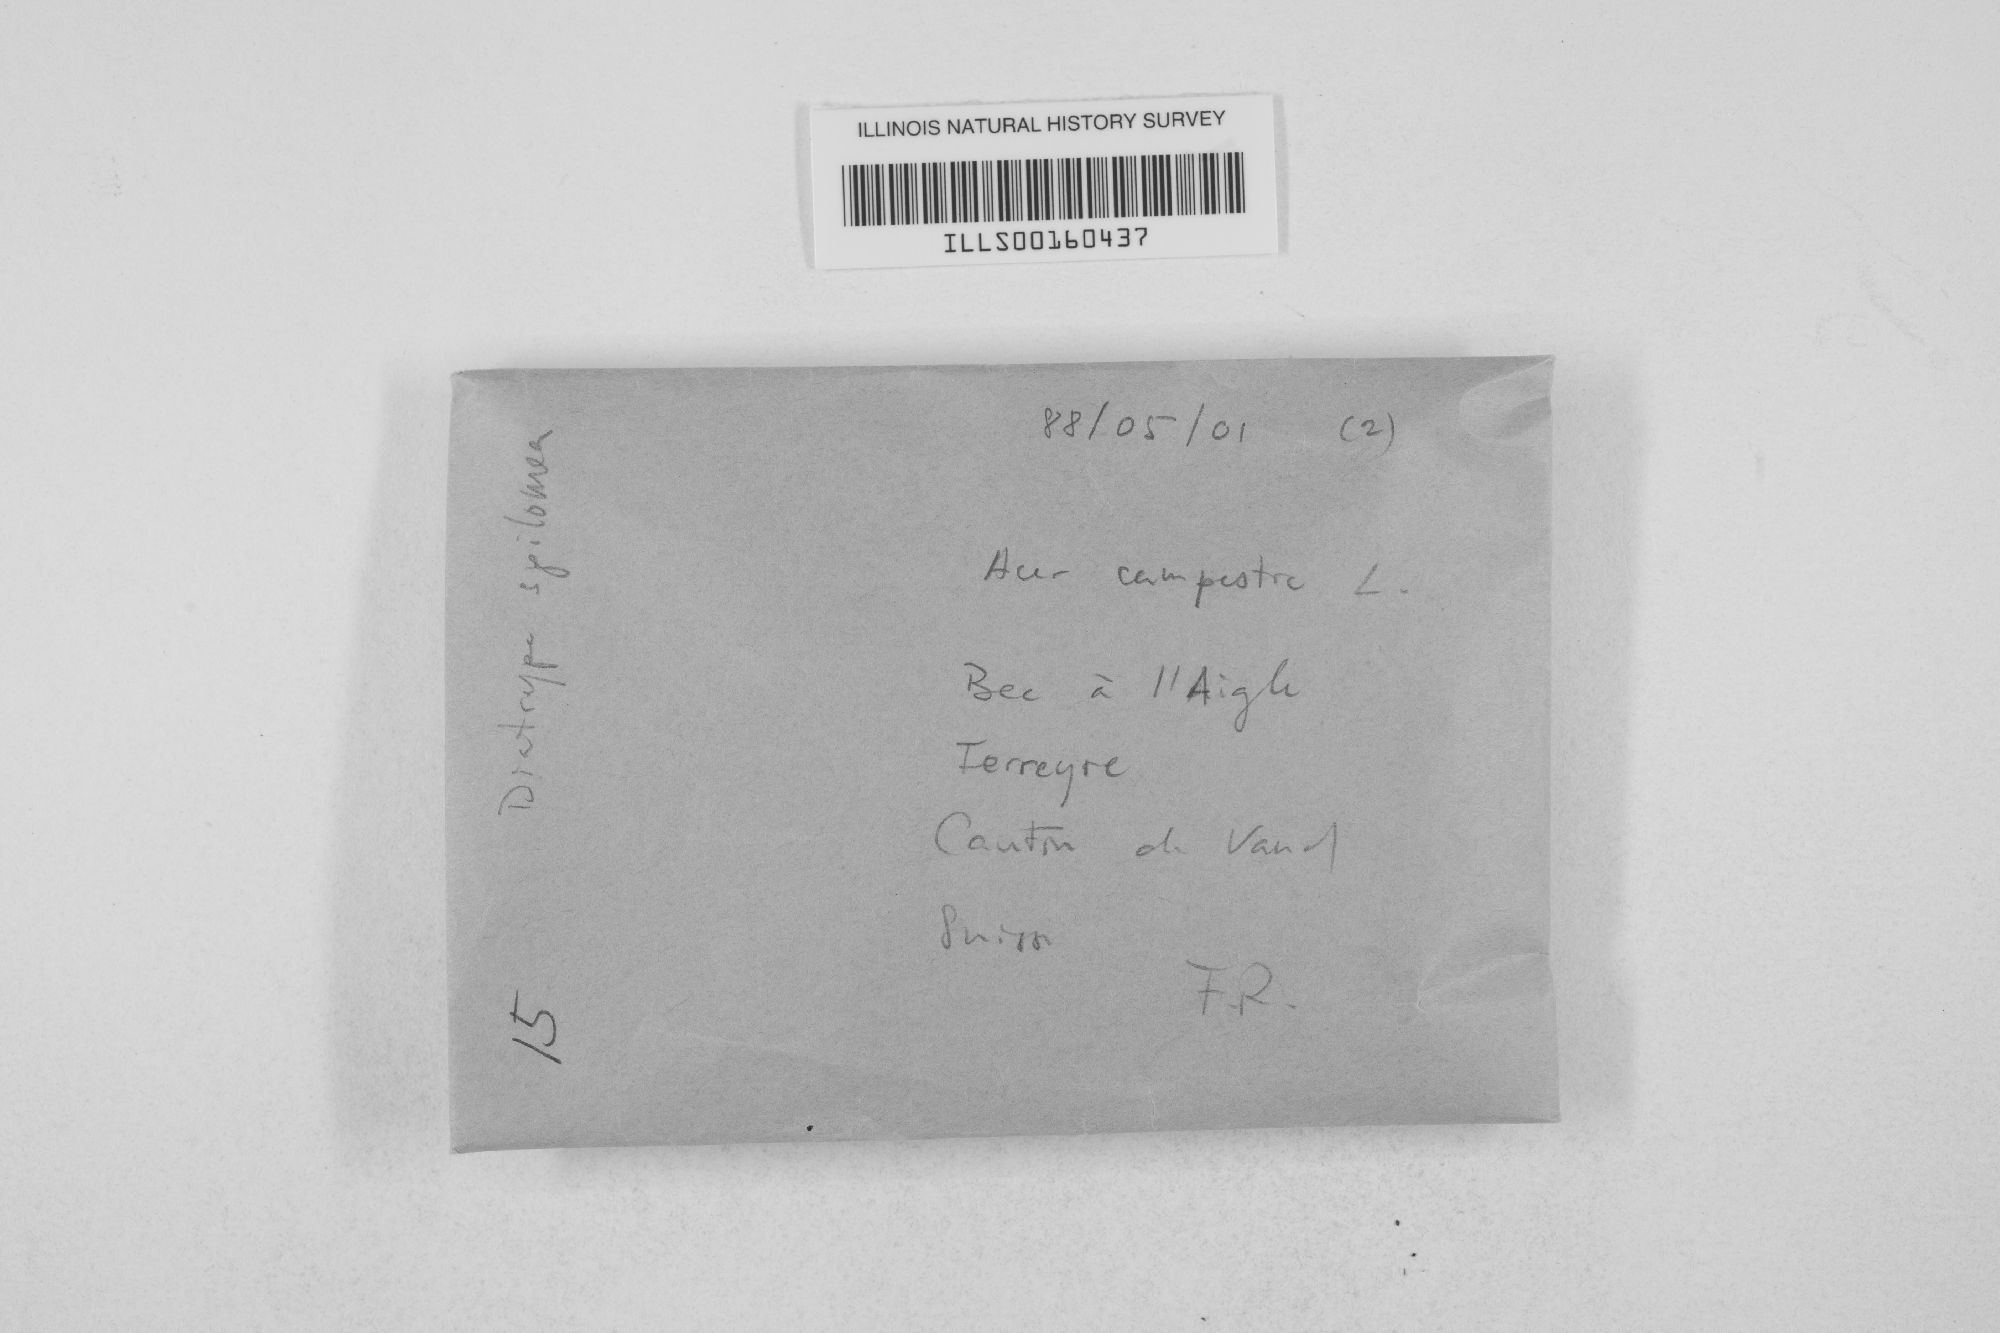 ILLINOIS NATURAL HISTORY SURVEY
ILLS00160437
88/05/01 (2)
Acer campestre L.
Bec à l'Aigle
Ferreyre
Canton de Vaud
Suisse
F.R.
Diatrype spilomea
15